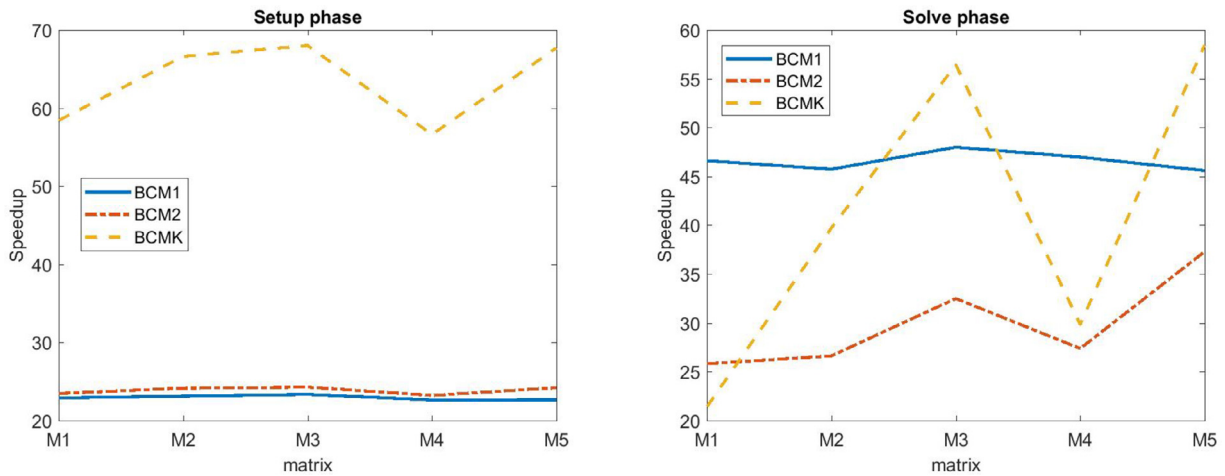 Setup phase
70
60
50
40
30
20
Speedup
BCM1
BCM2
BCMK
M1 M2 M3 M4 M5
matrix
Solve phase
60
55
50
45
40
35
30
25
20
Speedup
BCM1
BCM2
BCMK
M1 M2 M3 M4 M5
matrix